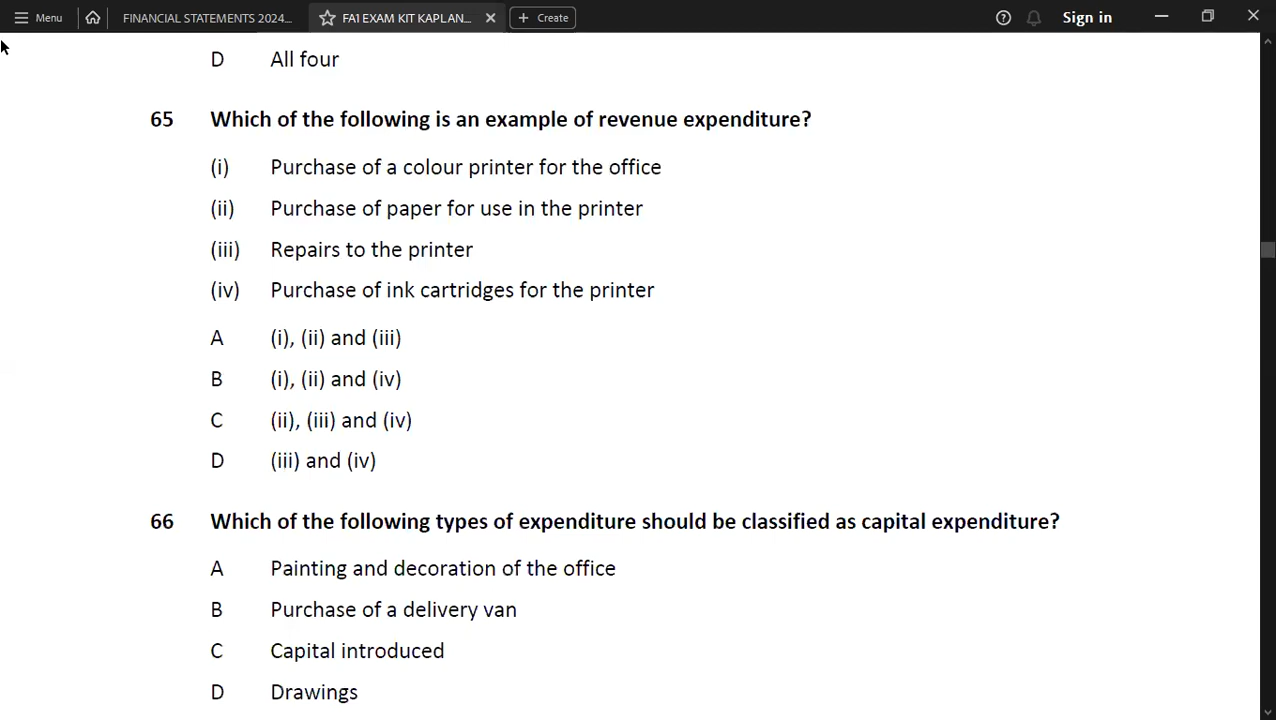 Menu FINANCIAL STATEMENTS 2024... FA1 EXAM KIT KAPLAN... Create Sign in
D All four
65 Which of the following is an example of revenue expenditure?
(i) Purchase of a colour printer for the office
(ii) Purchase of paper for use in the printer
(iii) Repairs to the printer
(iv) Purchase of ink cartridges for the printer
A (i), (ii) and (iii)
B (i), (ii) and (iv)
C (ii), (iii) and (iv)
D (iii) and (iv)
66 Which of the following types of expenditure should be classified as capital expenditure?
A Painting and decoration of the office
B Purchase of a delivery van
C Capital introduced
D Drawings